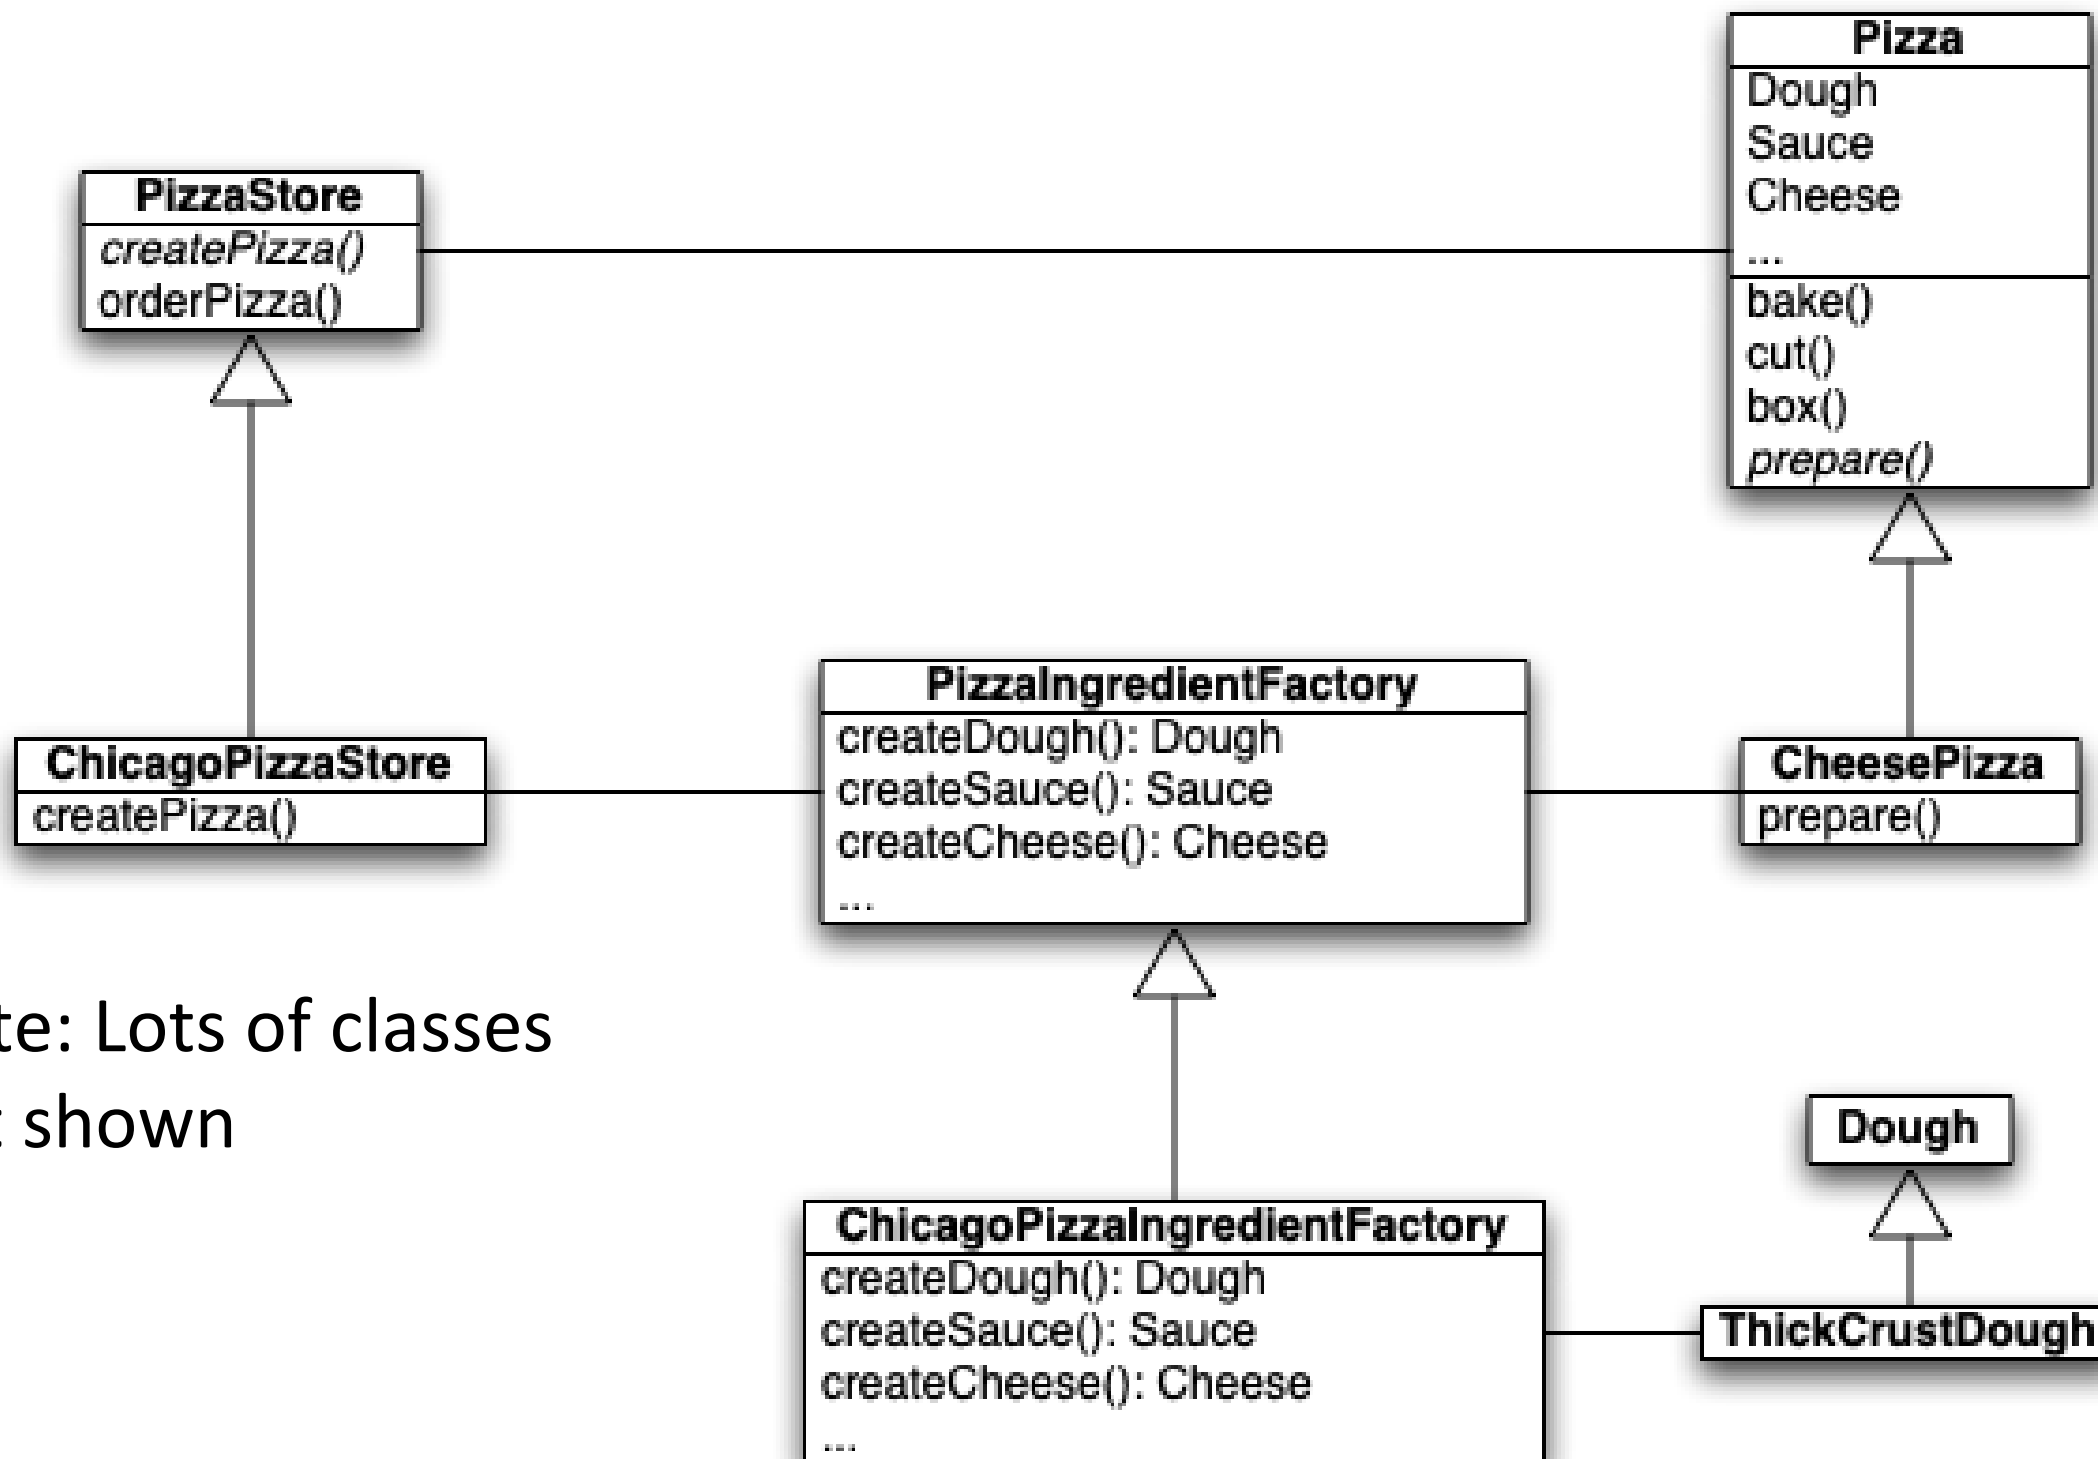 Pizza
Dough
Sauce
Cheese
...
bake()
cut()
box()
prepare()
PizzaStore
createPizza()
orderPizza()
PizzaIngredientFactory
createDough(): Dough
createSauce(): Sauce
createCheese(): Cheese
...
ChicagoPizzaStore
createPizza()
CheesePizza
prepare()
te: Lots of classes
shown
Dough
ChicagoPizzaIngredientFactory
createDough(): Dough
createSauce(): Sauce
createCheese(): Cheese
...
ThickCrustDough